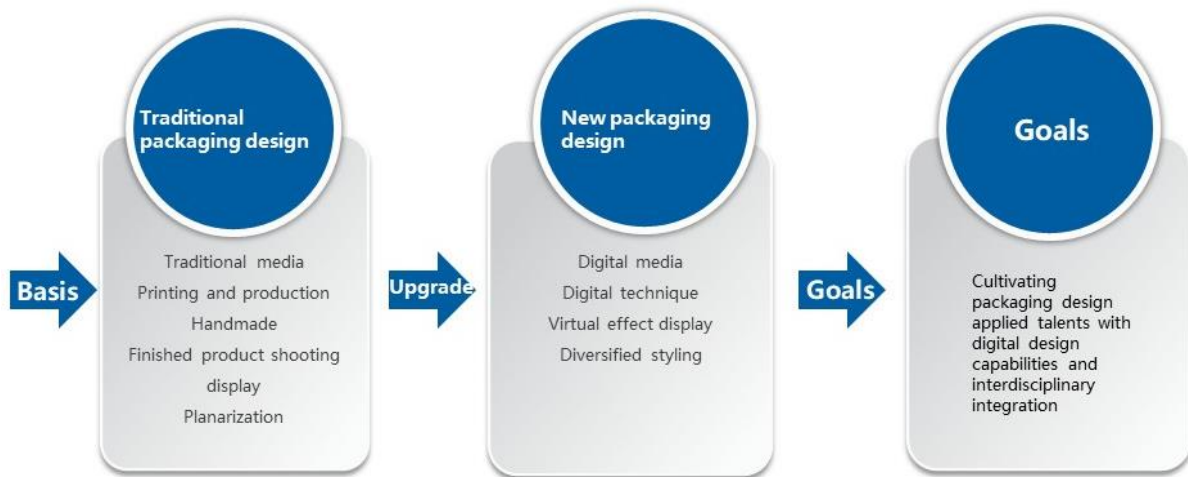 Basis
Traditional
packaging design
Traditional media
Printing and production
Handmade
Finished product shooting
display
Planarization
Upgrade
New packaging
design
Digital media
Digital technique
Virtual effect display
Diversified styling
Goals
Goals
Cultivating
packaging design
applied talents with
digital design
capabilities and
interdisciplinary
integration